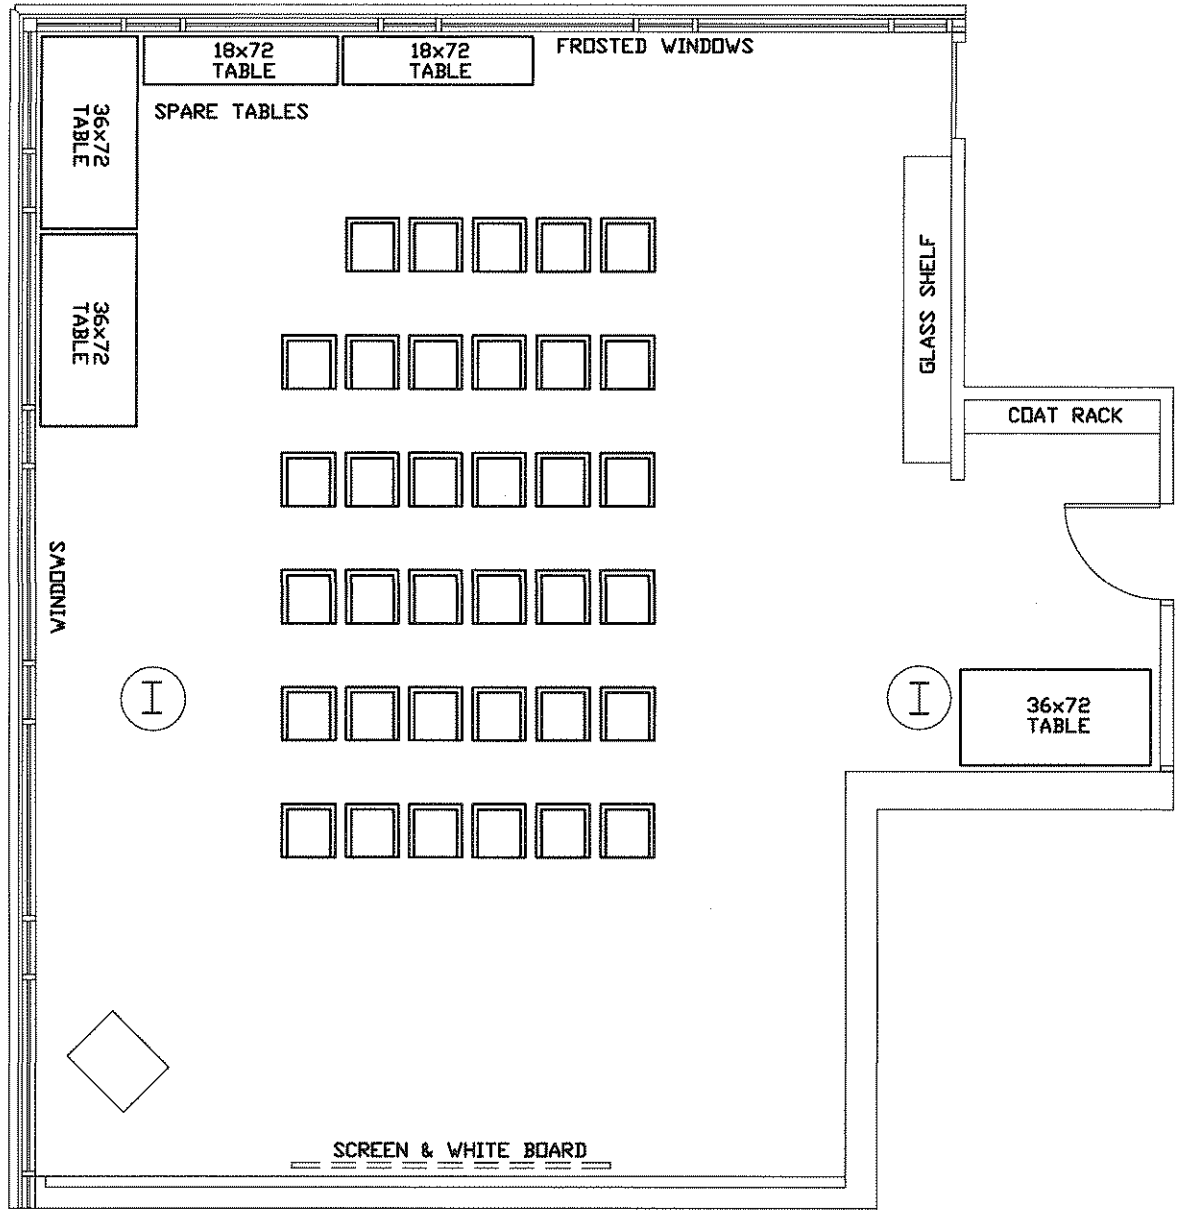 18x72
TABLE
18x72
TABLE
FROSTED WINDOWS
SPARE TABLES
36x72
TABLE
36x72
TABLE
GLASS SHELF
COAT RACK
WINDOWS
I
I
36x72
TABLE
SCREEN & WHITE BOARD